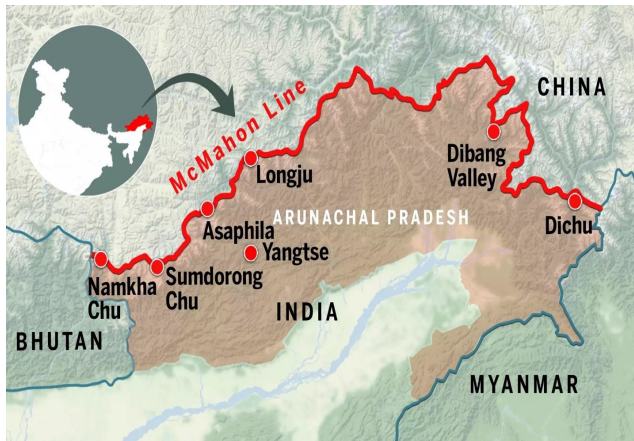 CHINA
McMahon Line
Dibang
Valley
Longju
Dichu
ARUNACHAL PRADESH
Asaphila
Yangtse
Namkha
Chu
Sumdorong
Chu
INDIA
BHUTAN
MYANMAR